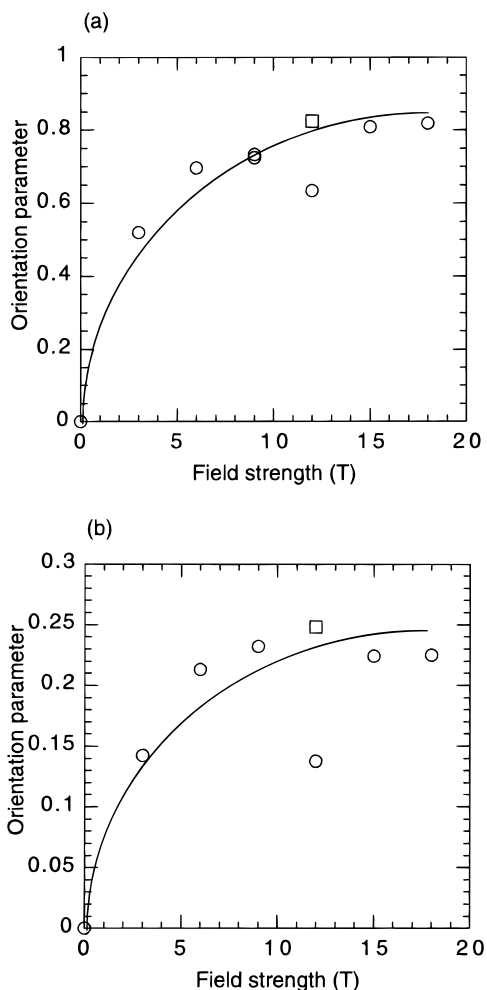 (a)
1
0.8
0.6
0.4
0.2
0
Orientation parameter
0 5 10 15 20
Field strength (T)
(b)
0.3
0.25
0.2
0.15
0.1
0.05
0
Orientation parameter
0 5 10 15 20
Field strength (T)